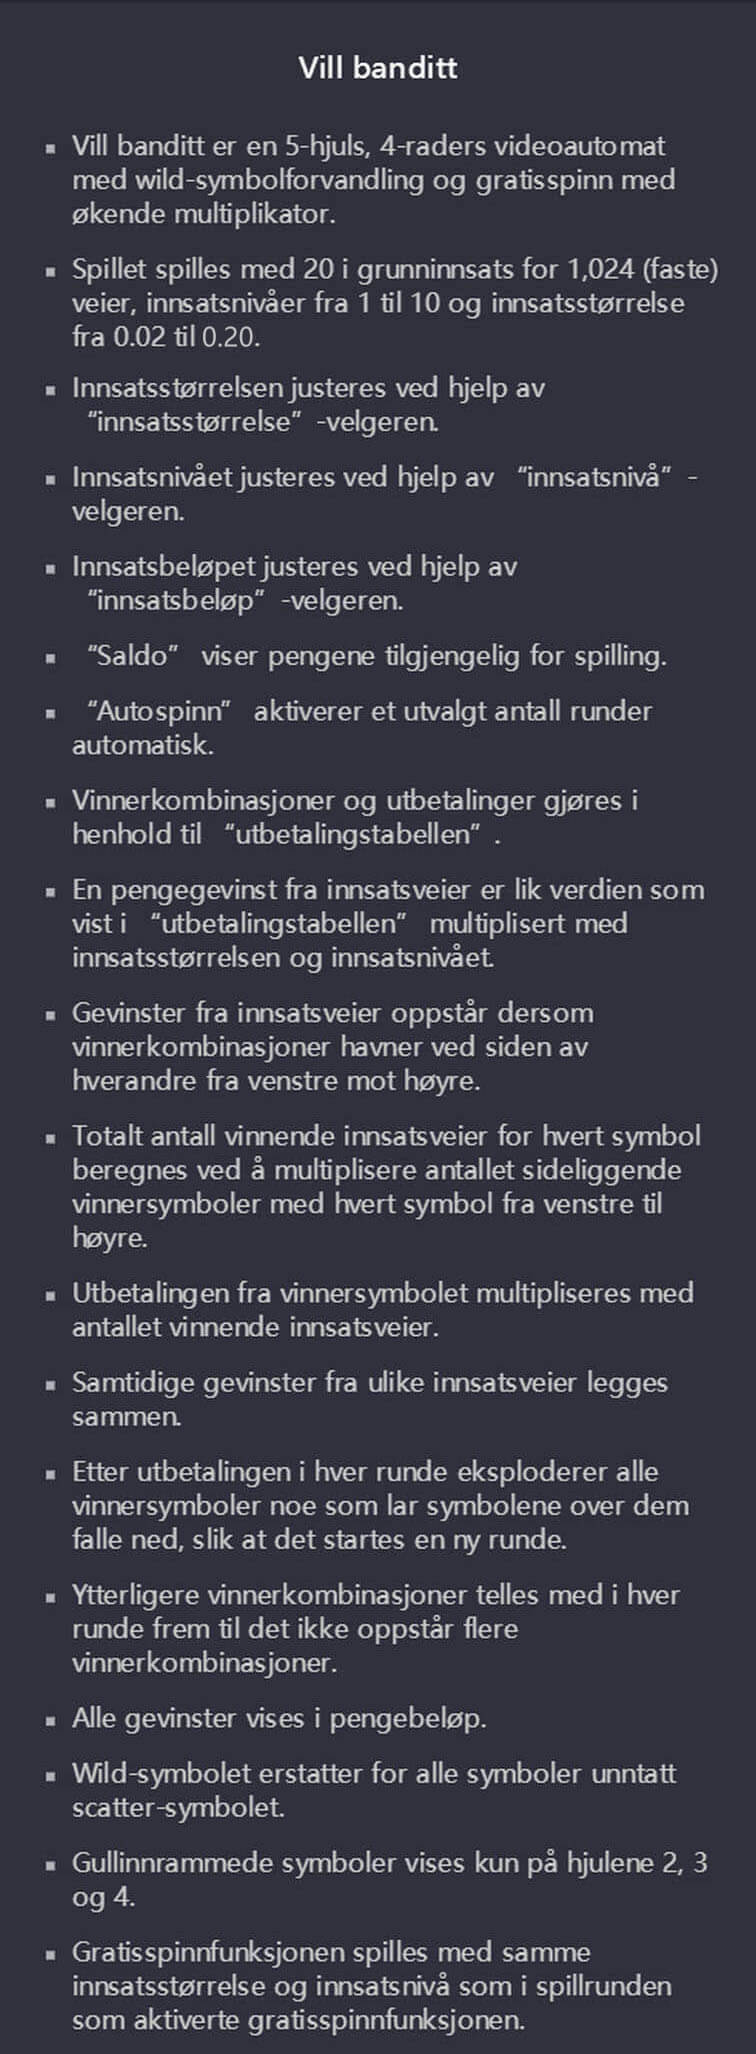 Vill banditt
▪ Vill banditt er en 5-hjuls, 4-raders videoautomat
med wild-symbolforvandling og gratisspinn med
økende multiplikator.
▪ Spillet spilles med 20 i grunninnsats for 1,024 (faste)
veier, innsatsnivåer fra 1 til 10 og innsatsstørrelse
fra 0.02 til 0.20.
▪ Innsatsstørrelsen justeres ved hjelp av
“innsatsstørrelse” -velgeren.
▪ Innsatsnivået justeres ved hjelp av “innsatsnivå” -
velgeren.
▪ Innsatsbeløpet justeres ved hjelp av
“innsatsbeløp” -velgeren.
▪ “Saldo” viser pengene tilgjengelig for spilling.
▪ “Autospinn” aktiverer et utvalgt antall runder
automatisk.
▪ Vinnerkombinasjoner og utbetalinger gjøres i
henhold til “utbetalingstabellen” .
▪ En pengegevinst fra innsatsveier er lik verdien som
vist i “utbetalingstabellen” multiplisert med
innsatsstørrelsen og innsatsnivået.
▪ Gevinster fra innsatsveier oppstår dersom
vinnerkombinasjoner havner ved siden av
hverandre fra venstre mot høyre.
▪ Totalt antall vinnende innsatsveier for hvert symbol
beregnes ved å multiplisere antallet sideliggende
vinnersymboler med hvert symbol fra venstre til
høyre.
▪ Utbetalingen fra vinnersymbolet multipliseres med
antallet vinnende innsatsveier.
▪ Samtidige gevinster fra ulike innsatsveier legges
sammen.
▪ Etter utbetalingen i hver runde eksploderer alle
vinnersymboler noe som lar symbolene over dem
falle ned, slik at det startes en ny runde.
▪ Ytterligere vinnerkombinasjoner telles med i hver
runde frem til det ikke oppstår flere
vinnerkombinasjoner.
▪ Alle gevinster vises i pengebeløp.
▪ Wild-symbolet erstatter for alle symboler unntatt
scatter-symbolet.
▪ Gullinnrammede symboler vises kun på hjulene 2, 3
og 4.
▪ Gratisspinnfunksjonen spilles med samme
innsatsstørrelse og innsatsnivå som i spillrunden
som aktiverte gratisspinnfunksjonen.